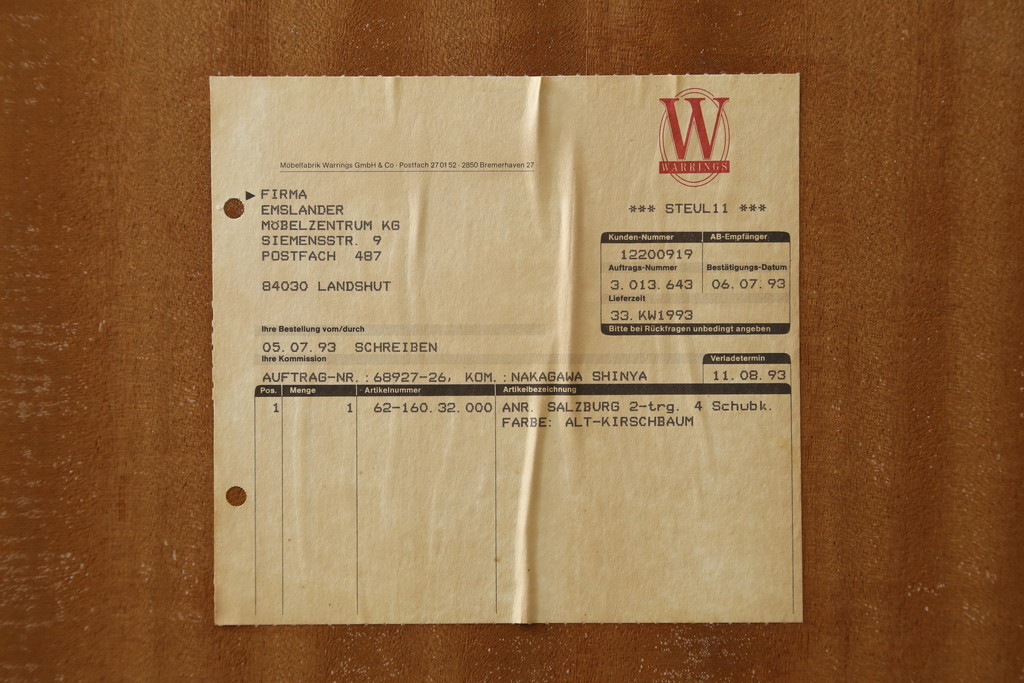 W
WARRINGS
Möbelfabrik Warrings GmbH & Co · Postfach 27 01 52 · 2850 Bremerhaven 27
FIRMA
EMSLANDER
MÖBELZENTRUM KG
SIEMENSSTR. 9
POSTFACH 487
84030 LANDSHUT
*** STEUL11 ***
Kunden-Nummer AB-Empfänger
12200919
Auftrags-Nummer Bestätigungs-Datum
3.013.643 06.07.93
Lieferzeit
33.KW1993
Bitte bei Rückfragen unbedingt angeben
Ihre Bestellung vom/durch
05.07.93 SCHREIBEN
Ihre Kommission
AUFTRAG-NR.:68927-26, KOM.:NAKAGAWA SHINYA
Verladetermin
11.08.93
Pos. Menge Artikelnummer Artikelbezeichnung
1 1 62-160.32.000 ANR. SALZBURG 2-trg. 4 Schubk.
FARBE: ALT-KIRSCHBAUM